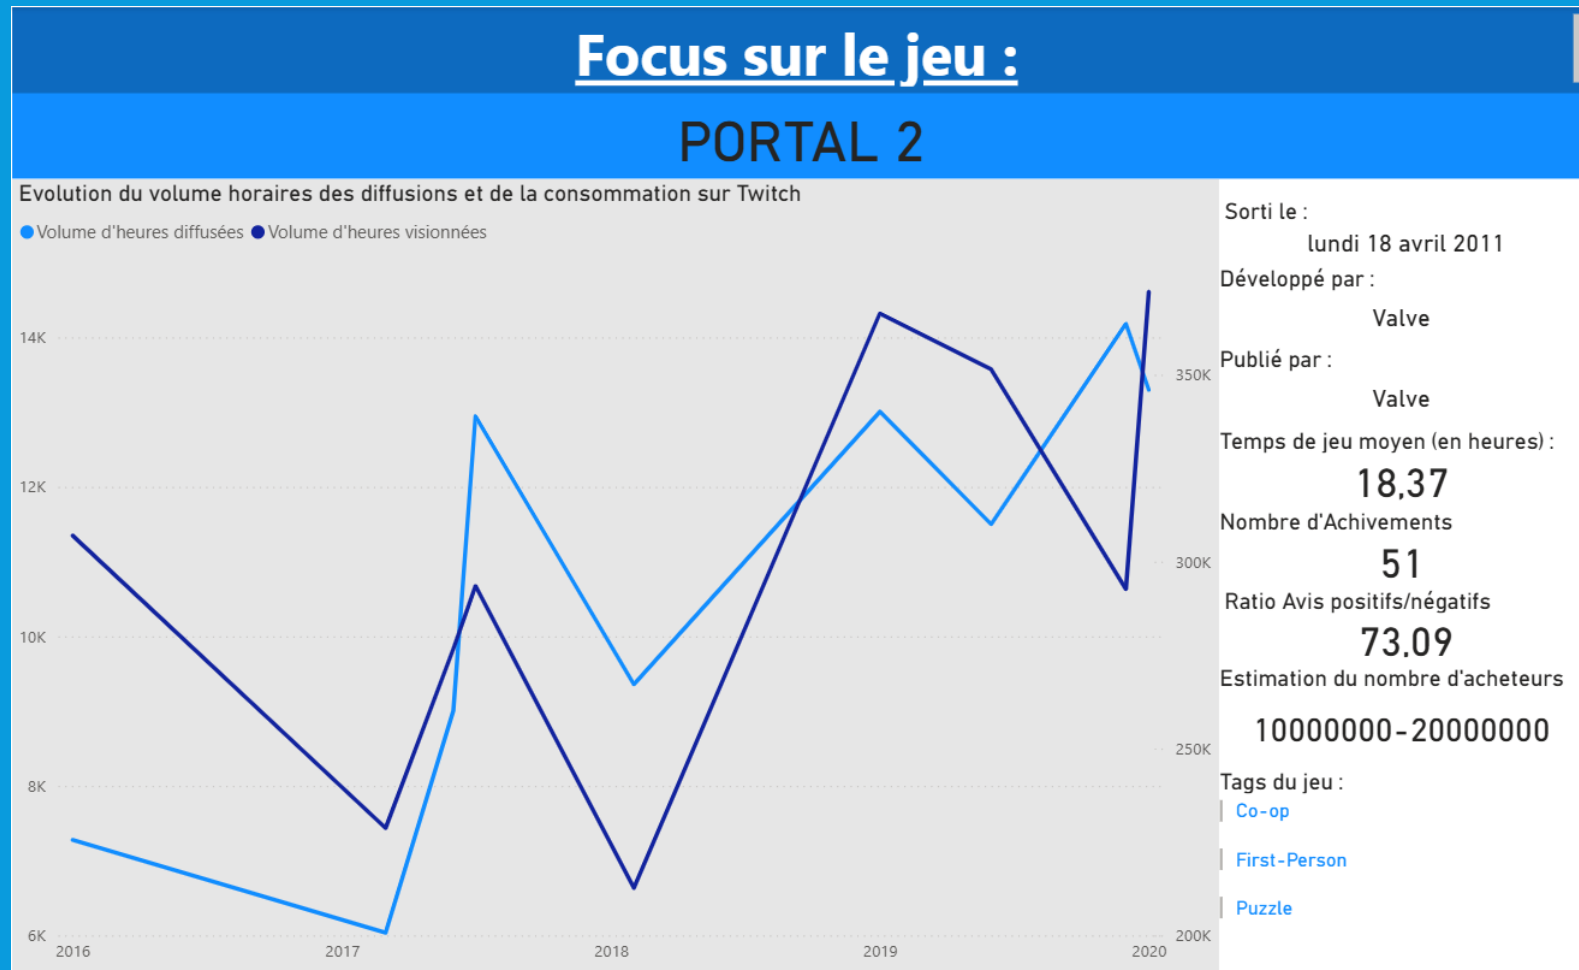 Focus sur le jeu :
PORTAL 2
Evolution du volume horaires des diffusions et de la consommation sur Twitch
Volume d'heures diffusées Volume d'heures visionnées
14K
12K
10K
8K
6K
350K
300K
250K
200K
2016 2017 2018 2019 2020
Sorti le :
lundi 18 avril 2011
Développé par :
Valve
Publié par :
Valve
Temps de jeu moyen (en heures) :
18,37
Nombre d'Achivements
51
Ratio Avis positifs/négatifs
73,09
Estimation du nombre d'acheteurs
10000000-20000000
Tags du jeu :
Co-op
First-Person
Puzzle